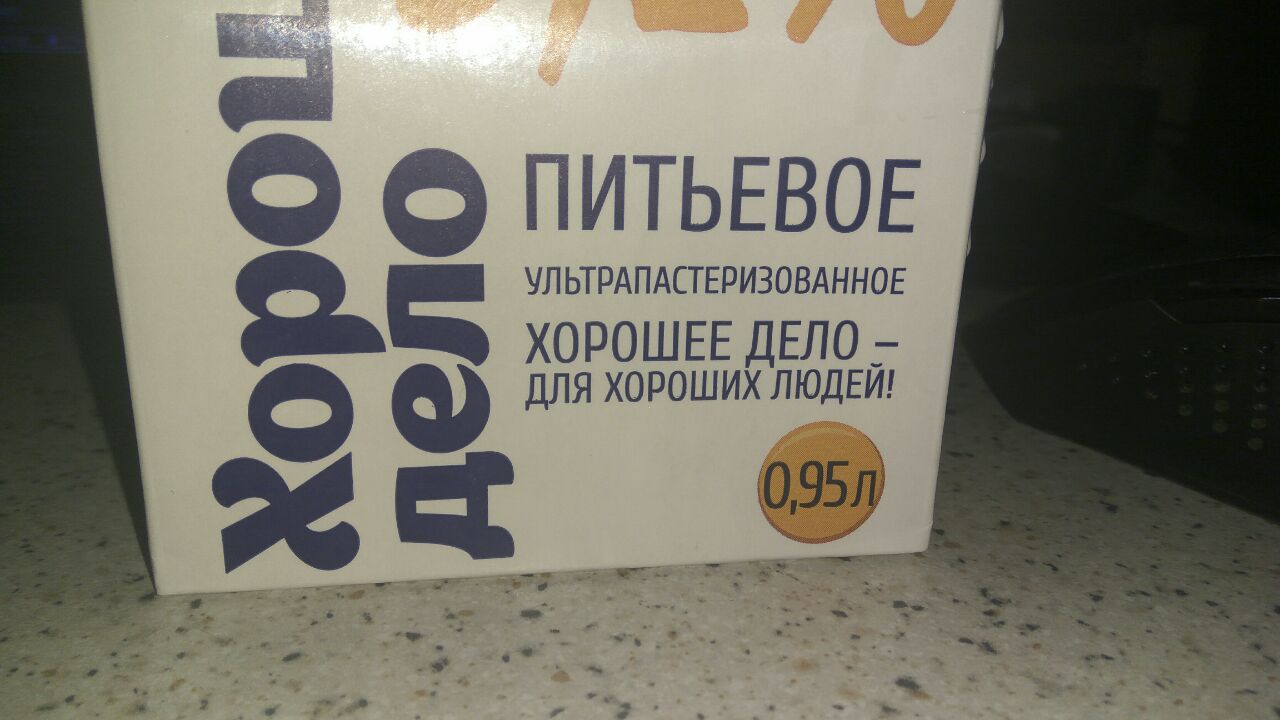 дело
ПИТЬЕВОЕ
УЛЬТРАПАСТЕРИЗОВАННОЕ
ХОРОШЕЕ ДЕЛО –
ДЛЯ ХОРОШИХ ЛЮДЕЙ!
0,95л